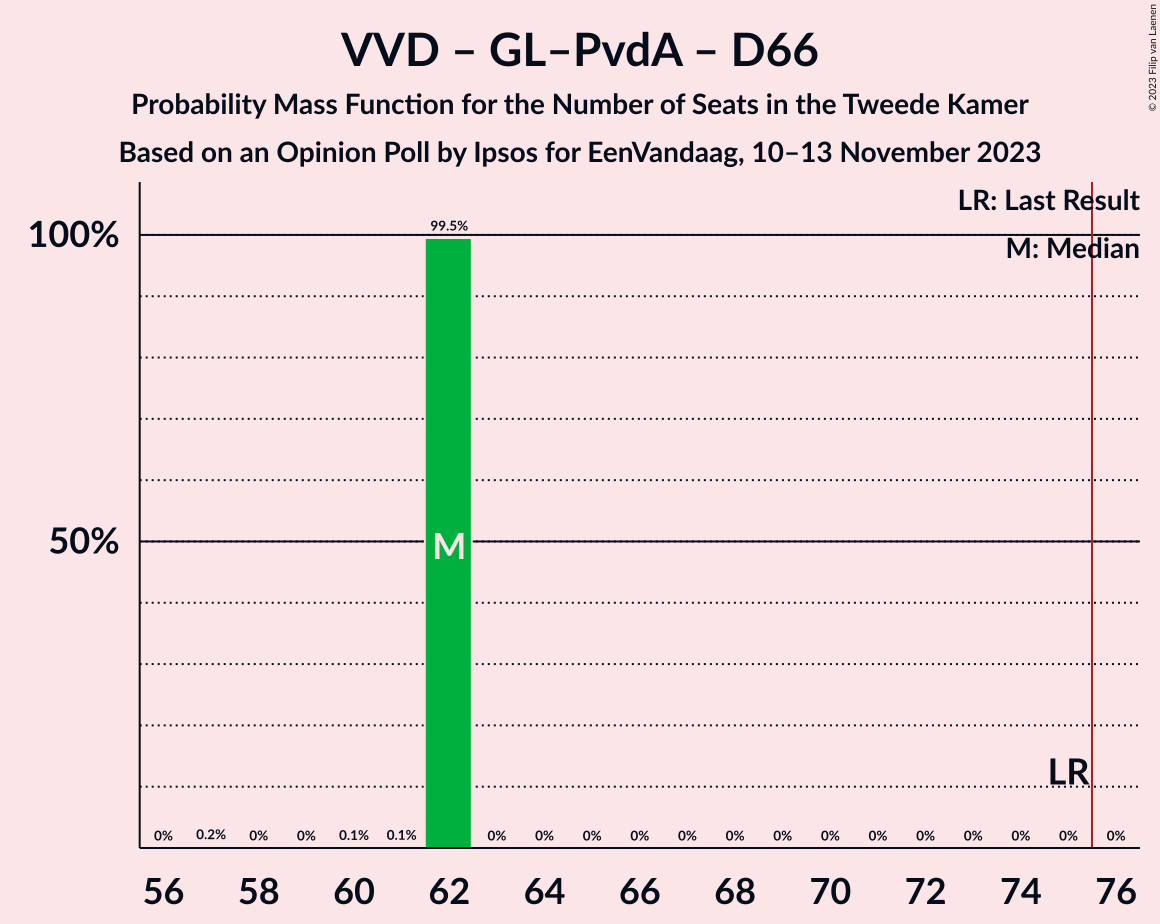 VVD – GL–PvdA – D66
Probability Mass Function for the Number of Seats in the Tweede Kamer
Based on an Opinion Poll by Ipsos for EenVandaag, 10–13 November 2023
© 2023 Filip van Laenen
LR: Last Result
M: Median
100%
99.5%
50%
M
LR
0% 0.2% 0% 0% 0.1% 0.1% 0% 0% 0% 0% 0% 0% 0% 0% 0% 0% 0% 0% 0% 0%
56 58 60 62 64 66 68 70 72 74 76